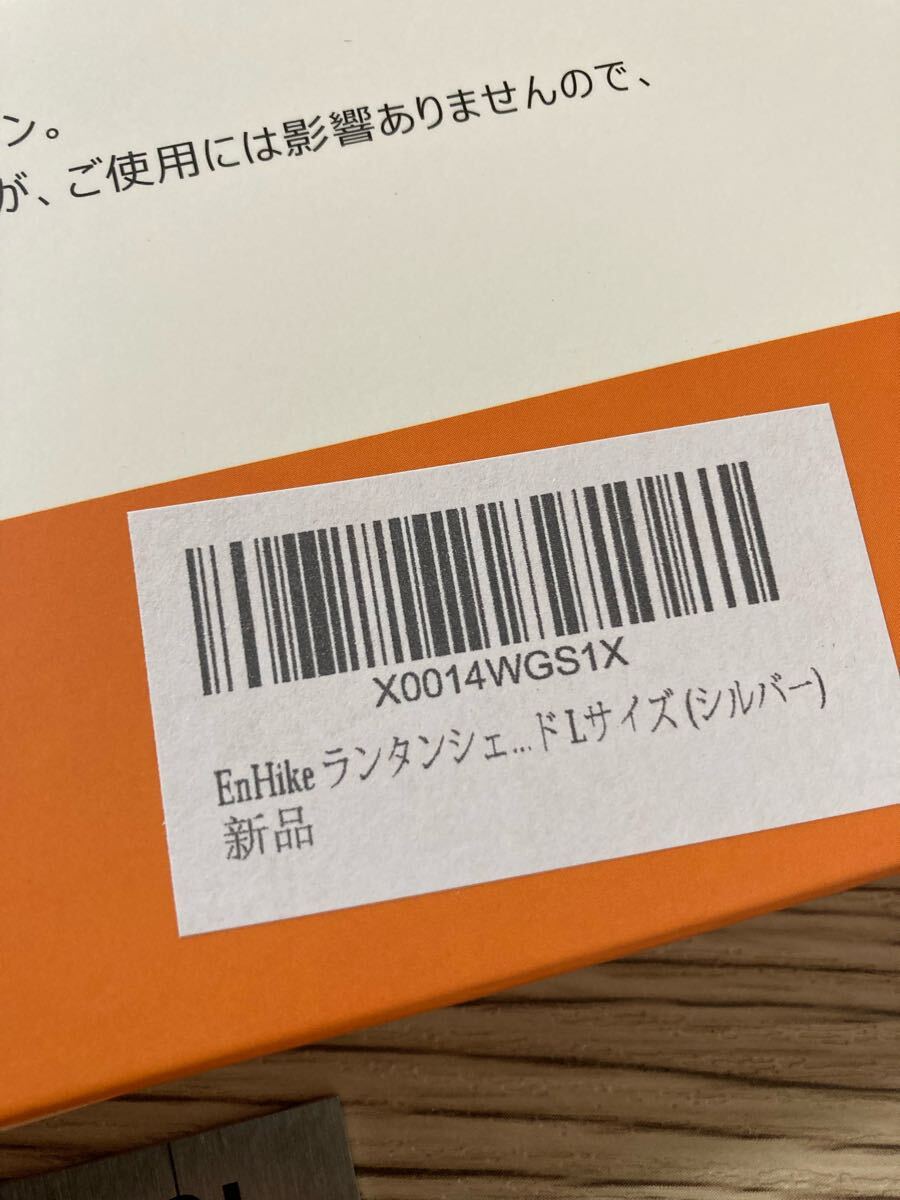 ン。
が、ご使用には影響ありませんので、
X0014WGS1X
EnHike ランタンシェ...ド Lサイズ (シルバー)
新品